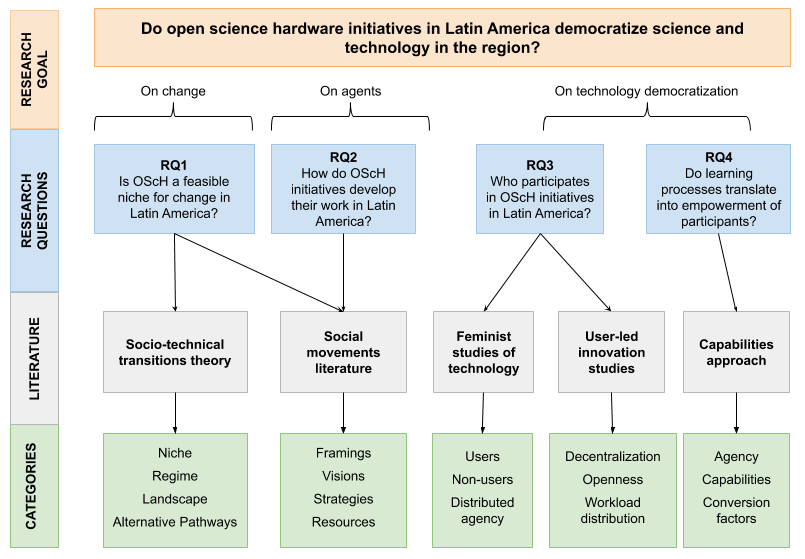 RESEARCH
GOAL
Do open science hardware initiatives in Latin America democratize science and
technology in the region?
On change
On agents
On technology democratization
RESEARCH
QUESTIONS
RQ1
Is OScH a feasible
niche for change in
Latin America?
RQ2
How do OScH
initiatives develop
their work in Latin
America?
RQ3
Who participates
in OScH initiatives
in Latin America?
RQ4
Do learning
processes translate
into empowerment of
participants?
LITERATURE
Socio-technical
transitions theory
Social
movements
literature
Feminist
studies of
technology
User-led
innovation
studies
Capabilities
approach
CATEGORIES
Niche
Regime
Landscape
Alternative Pathways
Framings
Visions
Strategies
Resources
Users
Non-users
Distributed
agency
Decentralization
Openness
Workload
distribution
Agency
Capabilities
Conversion
factors